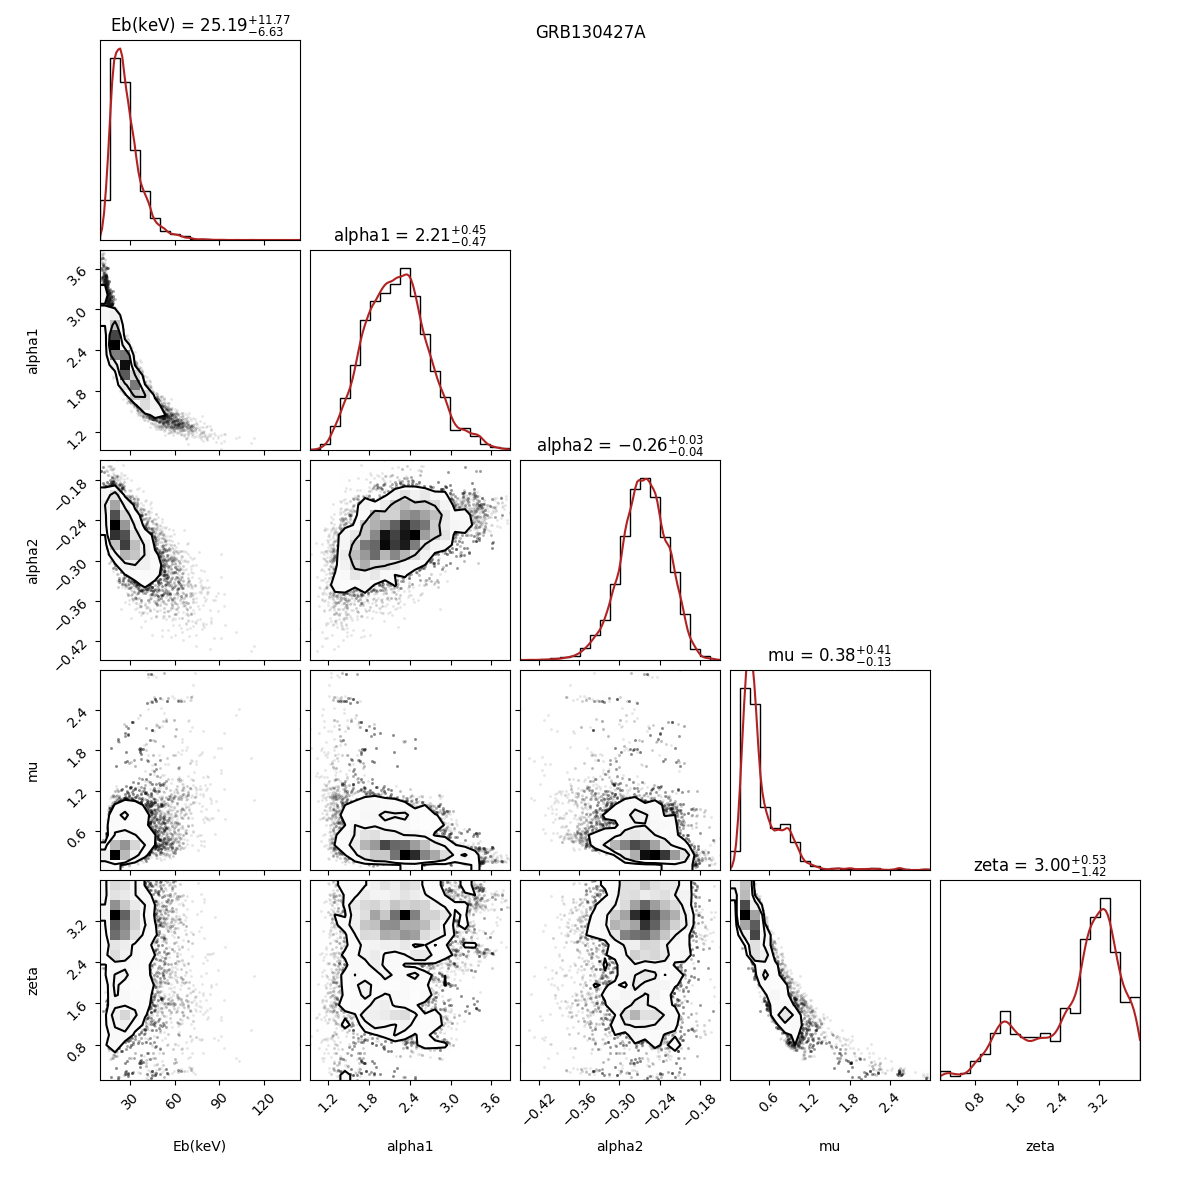 GRB130427A
Eb(keV) = 25.19+11.77−6.63
alpha1 = 2.21+0.45−0.47
alpha1
3.6
3.0
2.4
1.8
1.2
alpha2 = −0.26+0.03−0.04
alpha2
−0.18
−0.24
−0.30
−0.36
−0.42
mu = 0.38+0.41−0.13
mu
2.4
1.8
1.2
0.6
zeta = 3.00+0.53−1.42
zeta
3.2
2.4
1.6
0.8
30 60 90 120 1.2 1.8 2.4 3.0 3.6 −0.42 −0.36 −0.30 −0.24 −0.18 0.6 1.2 1.8 2.4 0.8 1.6 2.4 3.2
Eb(keV) alpha1 alpha2 mu zeta